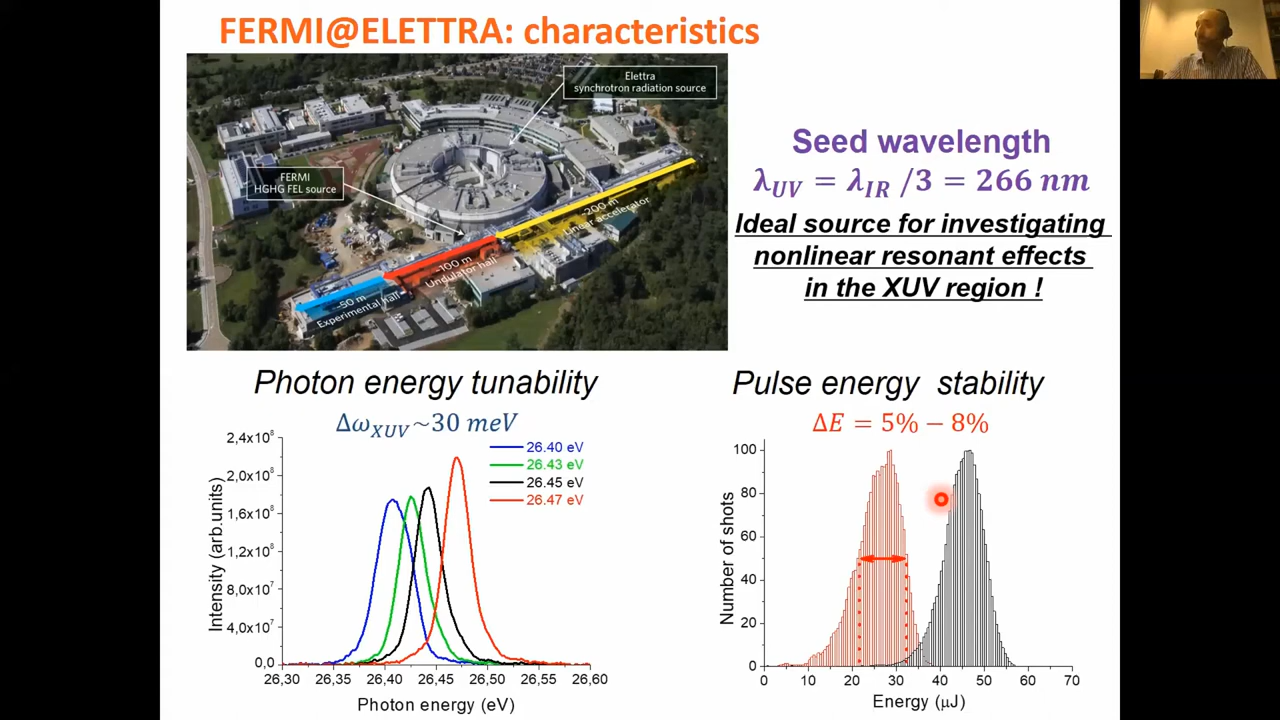 FERMI@ELETTRA: characteristics
Elettra
synchrotron radiation source
FERMI
HGHG FEL source
~200 m
Linear accelerator
~100 m
Undulator hall
~50 m
Experimental hall
Seed wavelength
λ_UV = λ_IR /3 = 266 nm
Ideal source for investigating
nonlinear resonant effects
in the XUV region !
Photon energy tunability
Δω_XUV~30 meV
26.40 eV
26.43 eV
26.45 eV
26.47 eV
Intensity (arb.units)
2,4x10⁸
2,0x10⁸
1,6x10⁸
1,2x10⁸
8,0x10⁷
4,0x10⁷
0,0
26,30 26,35 26,40 26,45 26,50 26,55 26,60
Photon energy (eV)
Pulse energy stability
ΔE = 5% − 8%
Number of shots
100
80
60
40
20
0
0 10 20 30 40 50 60 70
Energy (μJ)